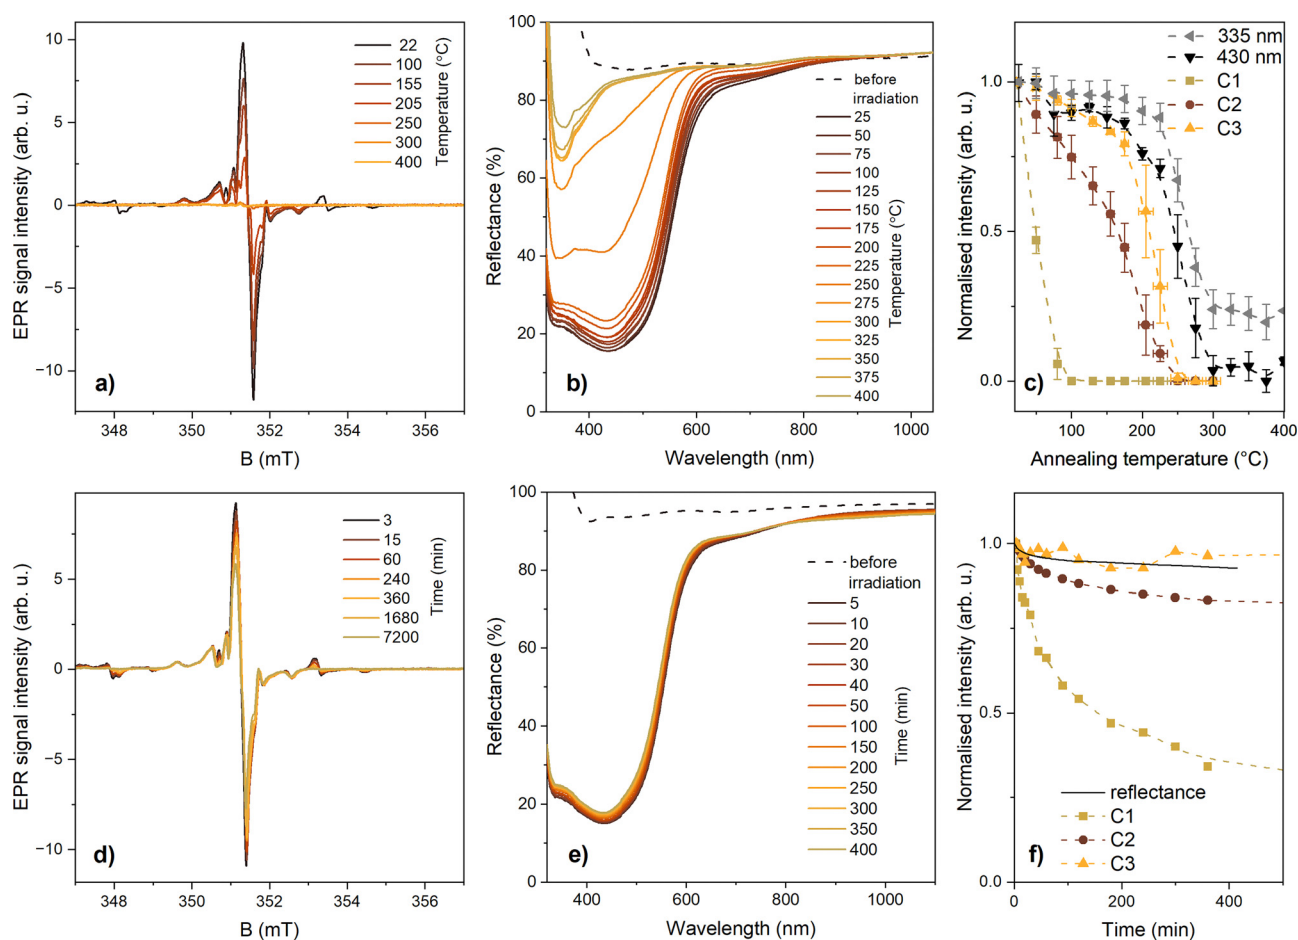 EPR signal intensity (arb. u.)
10
5
0
−5
−10
348
350
352
354
356
B (mT)
22
100
155
205
250
300
400
Temperature (°C)
a)
Reflectance (%)
100
80
60
40
20
0
400
600
800
1000
Wavelength (nm)
before
irradiation
25
50
75
100
125
150
175
200
225
250
275
300
325
350
375
400
Temperature (°C)
b)
Normalised intensity (arb. u.)
1.0
0.5
0.0
100
200
300
400
Annealing temperature (°C)
335 nm
430 nm
C1
C2
C3
c)
EPR signal intensity (arb. u.)
5
0
−5
−10
348
350
352
354
356
B (mT)
3
15
60
240
360
1680
7200
Time (min)
d)
Reflectance (%)
100
80
60
40
20
0
400
600
800
1000
Wavelength (nm)
before
irradiation
5
10
20
30
40
50
100
150
200
250
300
350
400
Time (min)
e)
Normalised intensity (arb. u.)
1.0
0.5
0.0
0
200
400
Time (min)
reflectance
C1
C2
C3
f)